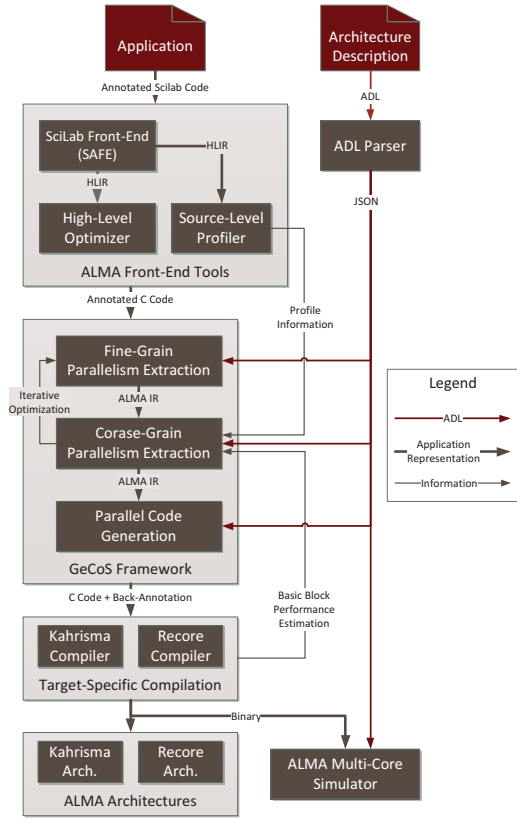 Application
Architecture
Description
Annotated Scilab Code
ADL
SciLab Front-End
(SAFE)
HLIR
ADL Parser
HLIR
JSON
High-Level
Optimizer
Source-Level
Profiler
ALMA Front-End Tools
Annotated C Code
Profile
Information
Fine-Grain
Parallelism Extraction
Iterative
Optimization
ALMA IR
Corase-Grain
Parallelism Extraction
ALMA IR
Parallel Code
Generation
GeCoS Framework
Legend
ADL
Application
Representation
Information
C Code + Back-Annotation
Basic Block
Performance
Estimation
Kahrisma
Compiler
Recore
Compiler
Target-Specific Compilation
Binary
Kahrisma
Arch.
Recore
Arch.
ALMA Architectures
ALMA Multi-Core
Simulator